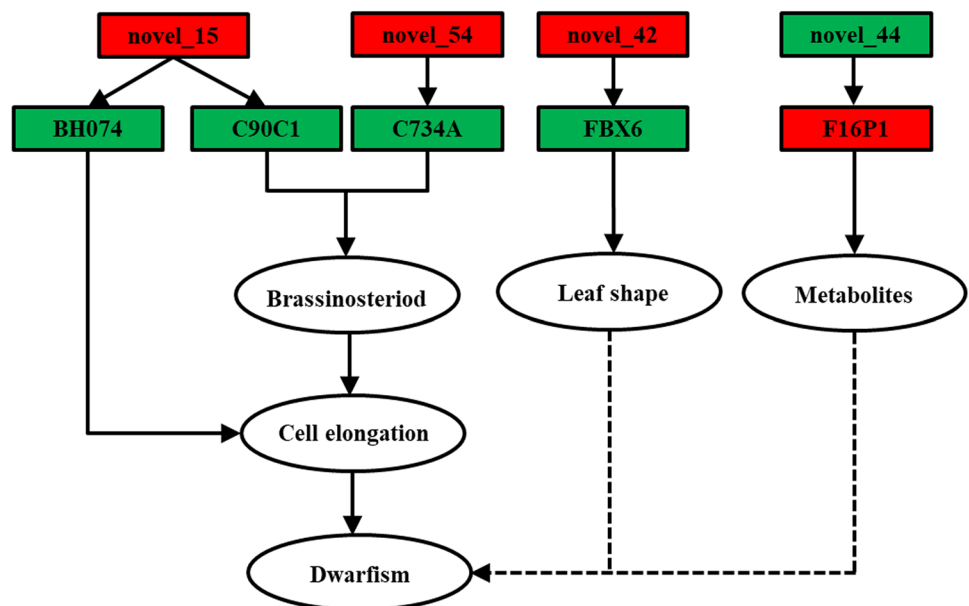 novel_15
novel_54
novel_42
novel_44
BH074
C90C1
C734A
FBX6
F16P1
Brassinosteriod
Leaf shape
Metabolites
Cell elongation
Dwarfism